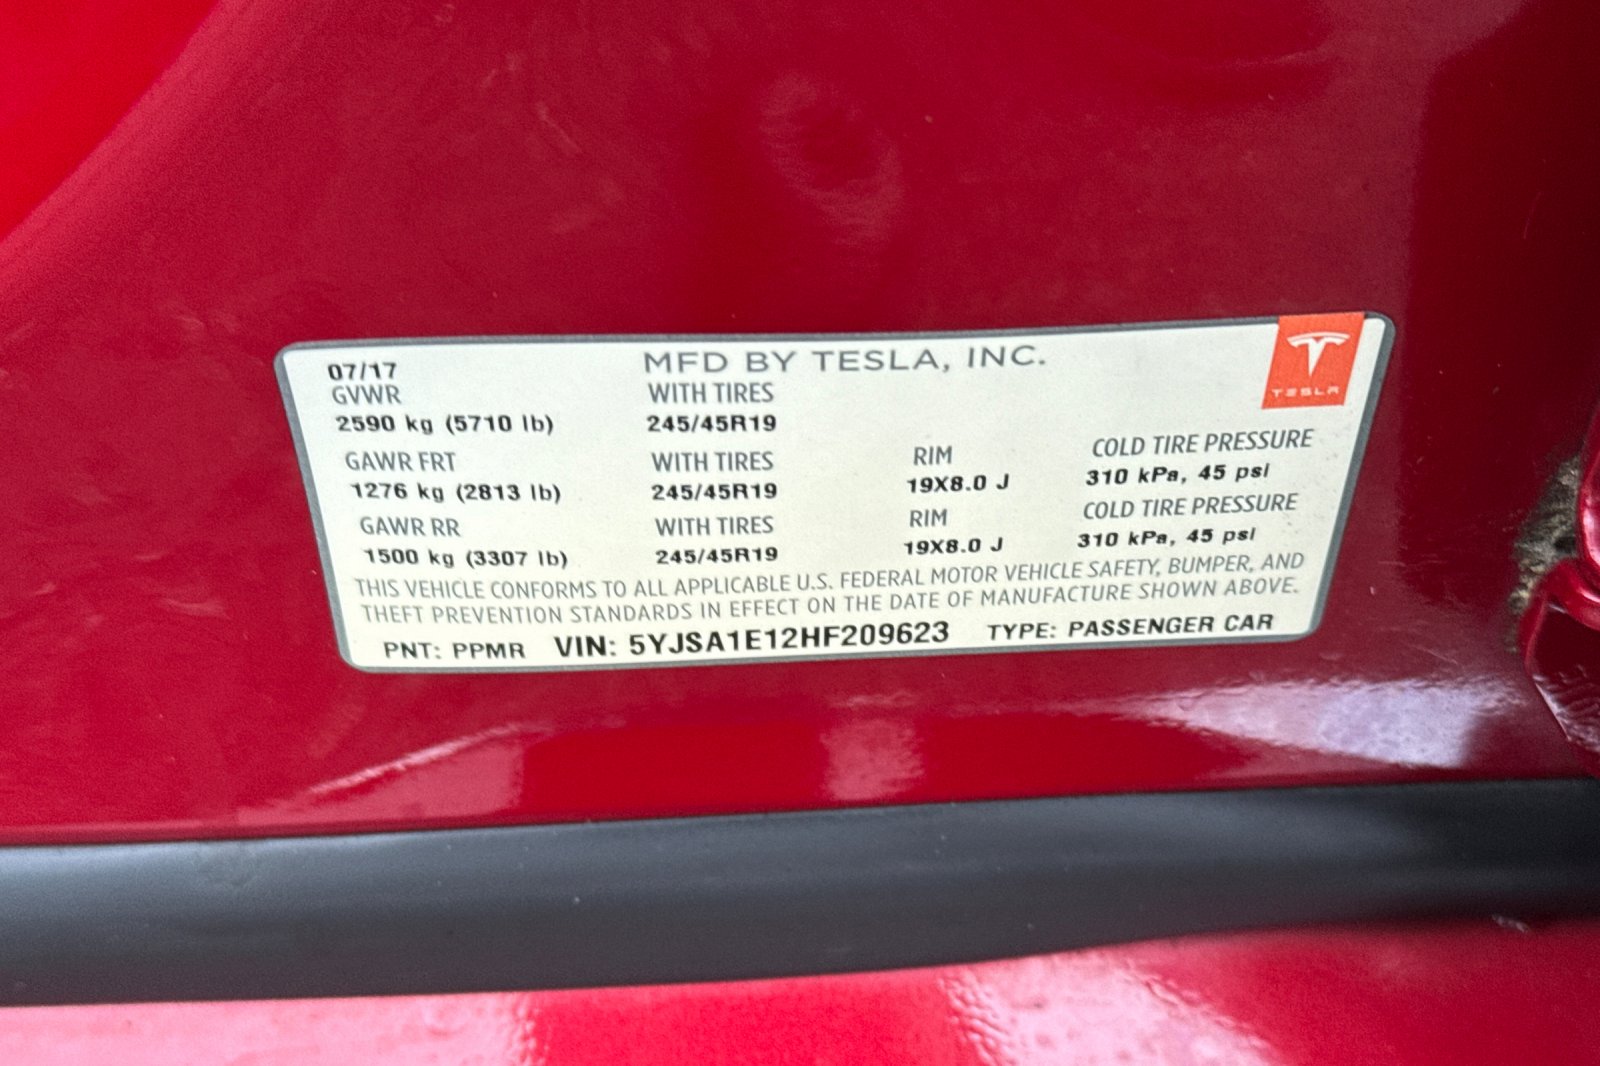 07/17 MFD BY TESLA, INC. TESLA
GVWR WITH TIRES
2590 kg (5710 lb) 245/45R19
GAWR FRT WITH TIRES RIM COLD TIRE PRESSURE
1276 kg (2813 lb) 245/45R19 19X8.0 J 310 kPa, 45 psi
GAWR RR WITH TIRES RIM COLD TIRE PRESSURE
1500 kg (3307 lb) 245/45R19 19X8.0 J 310 kPa, 45 psi
THIS VEHICLE CONFORMS TO ALL APPLICABLE U.S. FEDERAL MOTOR VEHICLE SAFETY, BUMPER, AND
THEFT PREVENTION STANDARDS IN EFFECT ON THE DATE OF MANUFACTURE SHOWN ABOVE.
PNT: PPMR VIN: 5YJSA1E12HF209623 TYPE: PASSENGER CAR